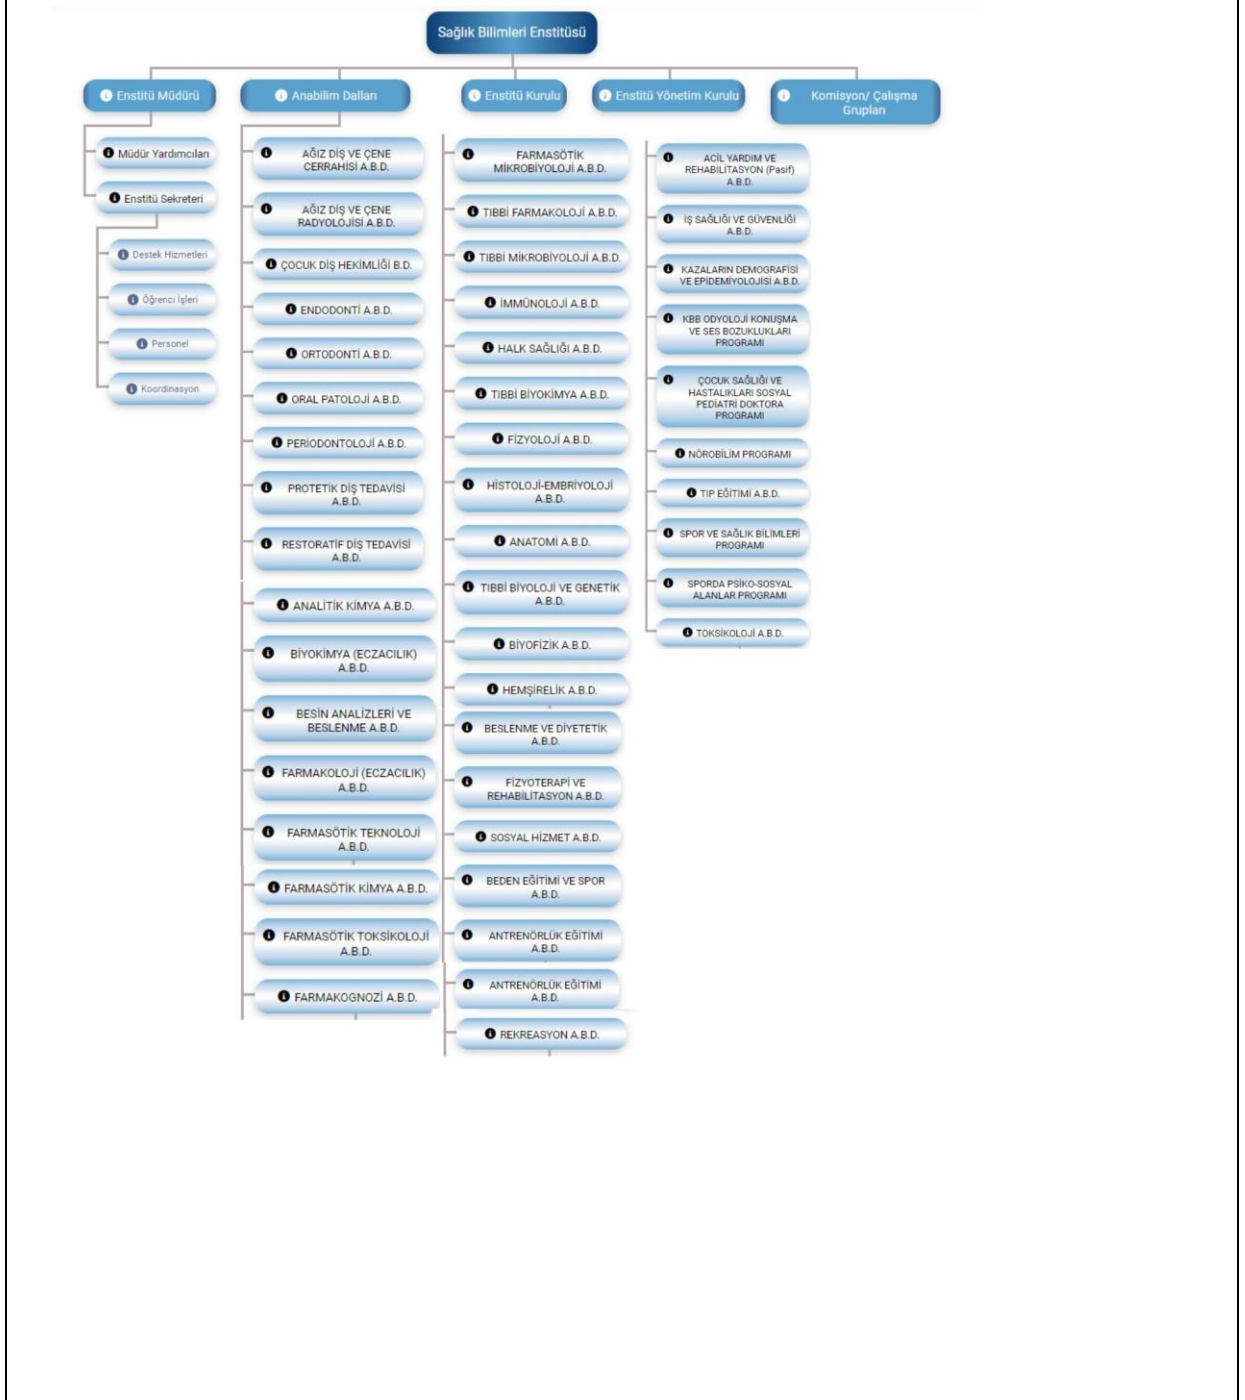 Sağlık Bilimleri Enstitüsü
Enstitü Müdürü
Anabilim Dalları
Enstitü Kurulu
Enstitü Yönetim Kurulu
Komisyon/ Çalışma
Grupları
Müdür Yardımcıları
Enstitü Sekreteri
Destek Hizmetleri
Öğrenci İşleri
Personel
Koordinasyon
AĞIZ DİŞ VE ÇENE
CERRAHİSİ A.B.D.
AĞIZ DİŞ VE ÇENE
RADYOLOJİSİ A.B.D.
ÇOCUK DİŞ HEKİMLİĞİ B.D.
ENDODONTİ A.B.D.
ORTODONTİ A.B.D.
ORAL PATOLOJİ A.B.D.
PERİODONTOLOJİ A.B.D.
PROTETİK DİŞ TEDAVİSİ
A.B.D.
RESTORATİF DİŞ TEDAVİSİ
A.B.D.
ANALİTİK KİMYA A.B.D.
BİYOKİMYA (ECZACILIK)
A.B.D.
BESİN ANALİZLERİ VE
BESLENME A.B.D.
FARMAKOLOJİ (ECZACILIK)
A.B.D.
FARMASÖTİK TEKNOLOJİ
A.B.D.
FARMASÖTİK KİMYA A.B.D.
FARMASÖTİK TOKSİKOLOJİ
A.B.D.
FARMAKOGNOZİ A.B.D.
FARMASÖTİK
MİKROBİYOLOJİ A.B.D.
TIBBİ FARMAKOLOJİ A.B.D.
TIBBİ MİKROBİYOLOJİ A.B.D.
İMMÜNOLOJİ A.B.D.
HALK SAĞLIĞI A.B.D.
TIBBİ BİYOKİMYA A.B.D.
FİZYOLOJİ A.B.D.
HİSTOLOJİ-EMBRİYOLOJİ
A.B.D.
ANATOMİ A.B.D.
TIBBİ BİYOLOJİ VE GENETİK
A.B.D.
BİYOFİZİK A.B.D.
HEMŞİRELİK A.B.D.
BESLENME VE DİYETETİK
A.B.D.
FİZYOTERAPİ VE
REHABİLİTASYON A.B.D.
SOSYAL HİZMET A.B.D.
BEDEN EĞİTİMİ VE SPOR
A.B.D.
ANTRENÖRLÜK EĞİTİMİ
A.B.D.
ANTRENÖRLÜK EĞİTİMİ
A.B.D.
REKREASYON A.B.D.
ACİL YARDIM VE
REHABİLİTASYON (Pasif)
A.B.D.
İŞ SAĞLIĞI VE GÜVENLİĞİ
A.B.D.
KAZALARIN DEMOGRAFİSİ
VE EPİDEMİYOLOJİSİ A.B.D.
KBB ODYOLOJİ KONUŞMA
VE SES BOZUKLUKLARI
PROGRAMI
ÇOCUK SAĞLIĞI VE
HASTALIKLARI SOSYAL
PEDİATRİ DOKTORA
PROGRAMI
NÖROBİLİM PROGRAMI
TIP EĞİTİMİ A.B.D.
SPOR VE SAĞLIK BİLİMLERİ
PROGRAMI
SPORDA PSİKO-SOSYAL
ALANLAR PROGRAMI
TOKSİKOLOJİ A.B.D.